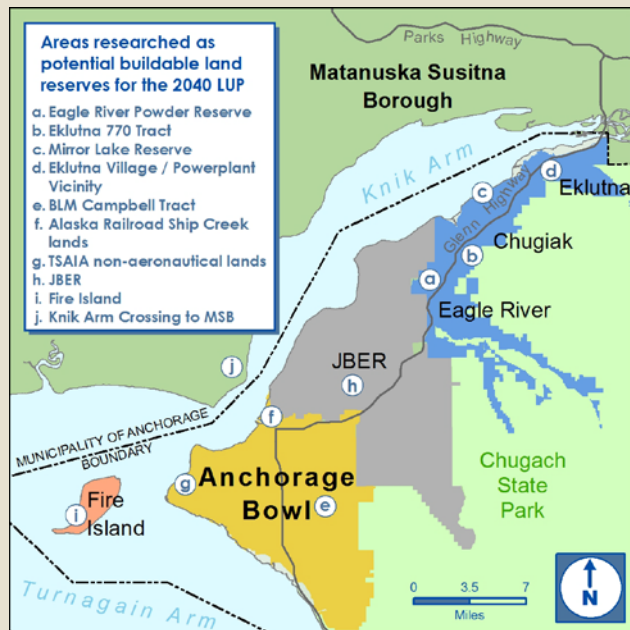 Areas researched as
potential buildable land
reserves for the 2040 LUP
a. Eagle River Powder Reserve
b. Eklutna 770 Tract
c. Mirror Lake Reserve
d. Eklutna Village / Powerplant
Vicinity
e. BLM Campbell Tract
f. Alaska Railroad Ship Creek
lands
g. TSAIA non-aeronautical lands
h. JBER
i. Fire Island
j. Knik Arm Crossing to MSB
Parks Highway
Matanuska Susitna
Borough
Knik Arm
d
Eklutna
c
Glenn Highway
Chugiak
b
a
Eagle River
JBER
h
j
f
MUNICIPALITY OF ANCHORAGE
BOUNDARY
Anchorage
Bowl
g
e
Chugach
State
Park
Fire
Island
i
Turnagain Arm
0 3.5 7
Miles
N